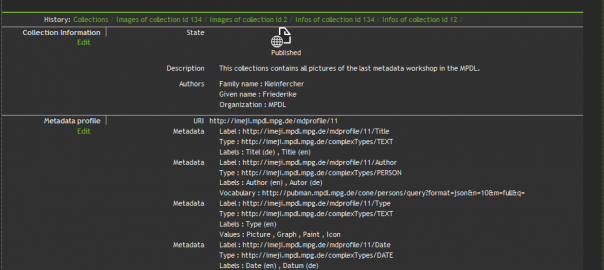 History: Collections / Images of collection id 134 / Images of collection id 2 / Infos of collection id 134 / Infos of collection id 12 /
Collection Information State
Edit
Published
Description This collections contains all pictures of the last metadata workshop in the MPDL.
Authors Family name : Kleinfercher
Given name : Friederike
Organization : MPDL
Metadata profile URI http://imeji.mpdl.mpg.de/mdprofile/11
Edit Metadata Label : http://imeji.mpdl.mpg.de/mdprofile/11/Title
Type : http://imeji.mpdl.mpg.de/complexTypes/TEXT
Labels : Titel (de) , Title (en)
Metadata Label : http://imeji.mpdl.mpg.de/mdprofile/11/Author
Type : http://imeji.mpdl.mpg.de/complexTypes/PERSON
Labels : Author (en) , Autor (de)
Vocabulary : http://pubman.mpdl.mpg.de/cone/persons/query?format=json&n=10&m=full&q=
Metadata Label : http://imeji.mpdl.mpg.de/mdprofile/11/Type
Type : http://imeji.mpdl.mpg.de/complexTypes/TEXT
Labels : Type (en)
Values : Picture , Graph , Paint , Icon
Metadata Label : http://imeji.mpdl.mpg.de/mdprofile/11/Date
Type : http://imeji.mpdl.mpg.de/complexTypes/DATE
Labels : Date (en) , Datum (de)